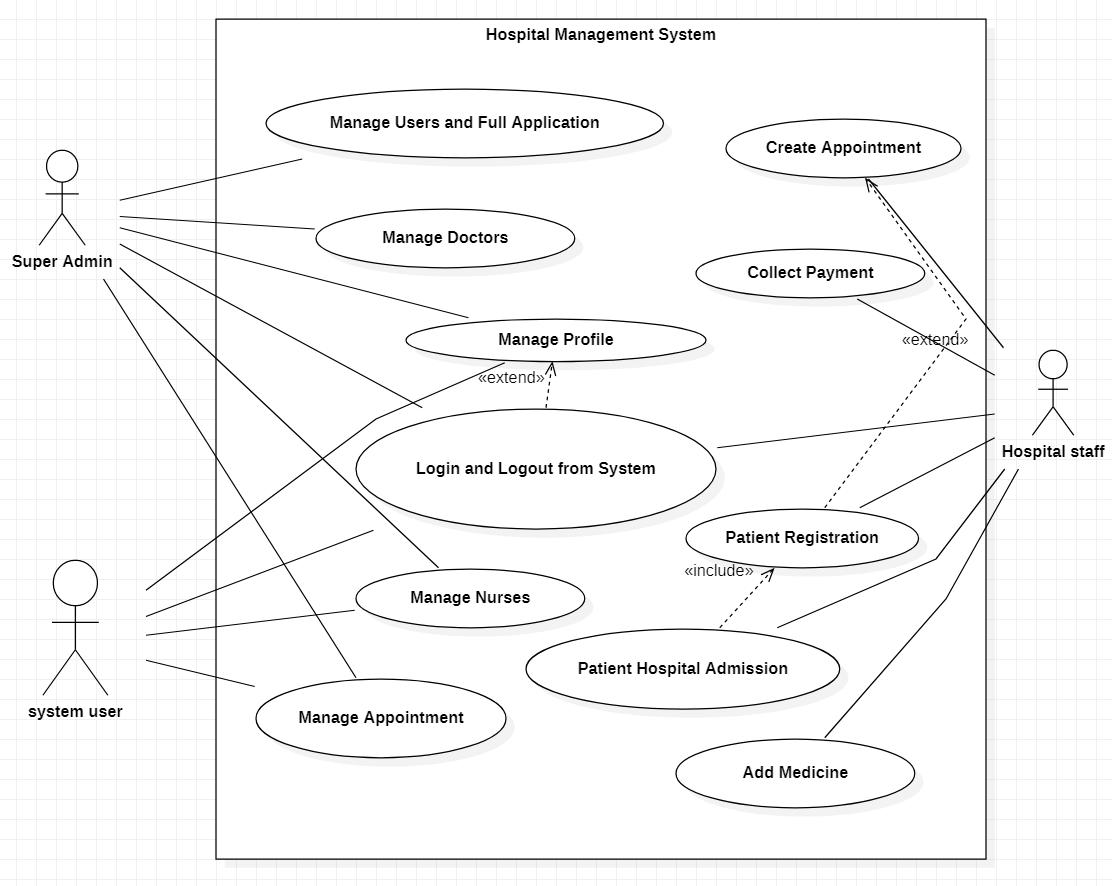 Hospital Management System
Manage Users and Full Application
Create Appointment
Manage Doctors
Super Admin
Collect Payment
Manage Profile
«extend»
«extend»
Hospital staff
Login and Logout from System
Patient Registration
«include»
Manage Nurses
Patient Hospital Admission
system user
Manage Appointment
Add Medicine